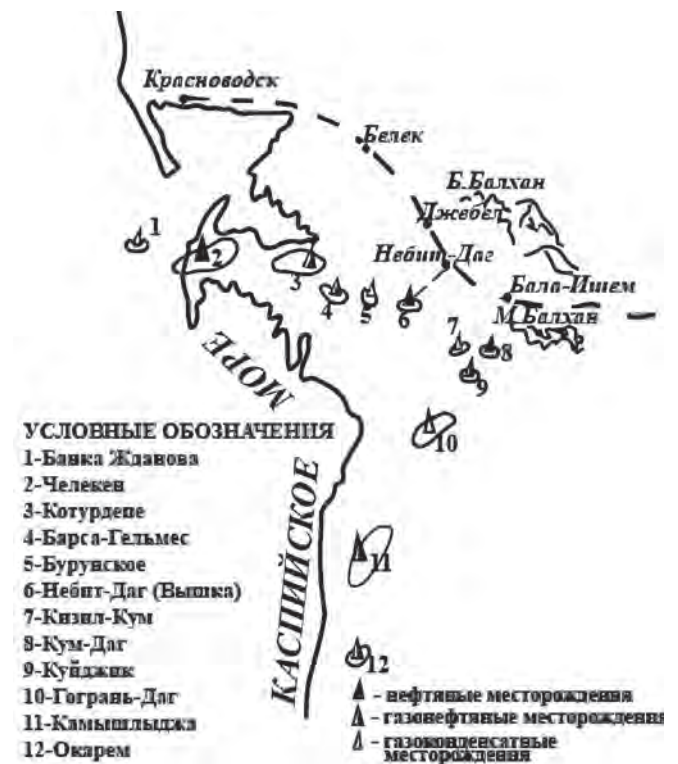 Красноводск
Белек
Б.Балхан
Джебел
Небит-Даг
Бала-Ишем
М.Балхан
1
2
3
4
5
6
7
8
9
10
11
12
МОРЕ
КАСПИЙСКОЕ
УСЛОВНЫЕ ОБОЗНАЧЕНИЯ
1-Банка Жданова
2-Челекен
3-Котурдепе
4-Барса-Гельмес
5-Бурунское
6-Небит-Даг (Вышка)
7-Кизил-Кум
8-Кум-Даг
9-Куйджик
10-Гогрань-Даг
11-Камышлыджа
12-Окарем
- нефтяные месторождения
- газонефтяные месторождения
- газоконденсатные
месторождения